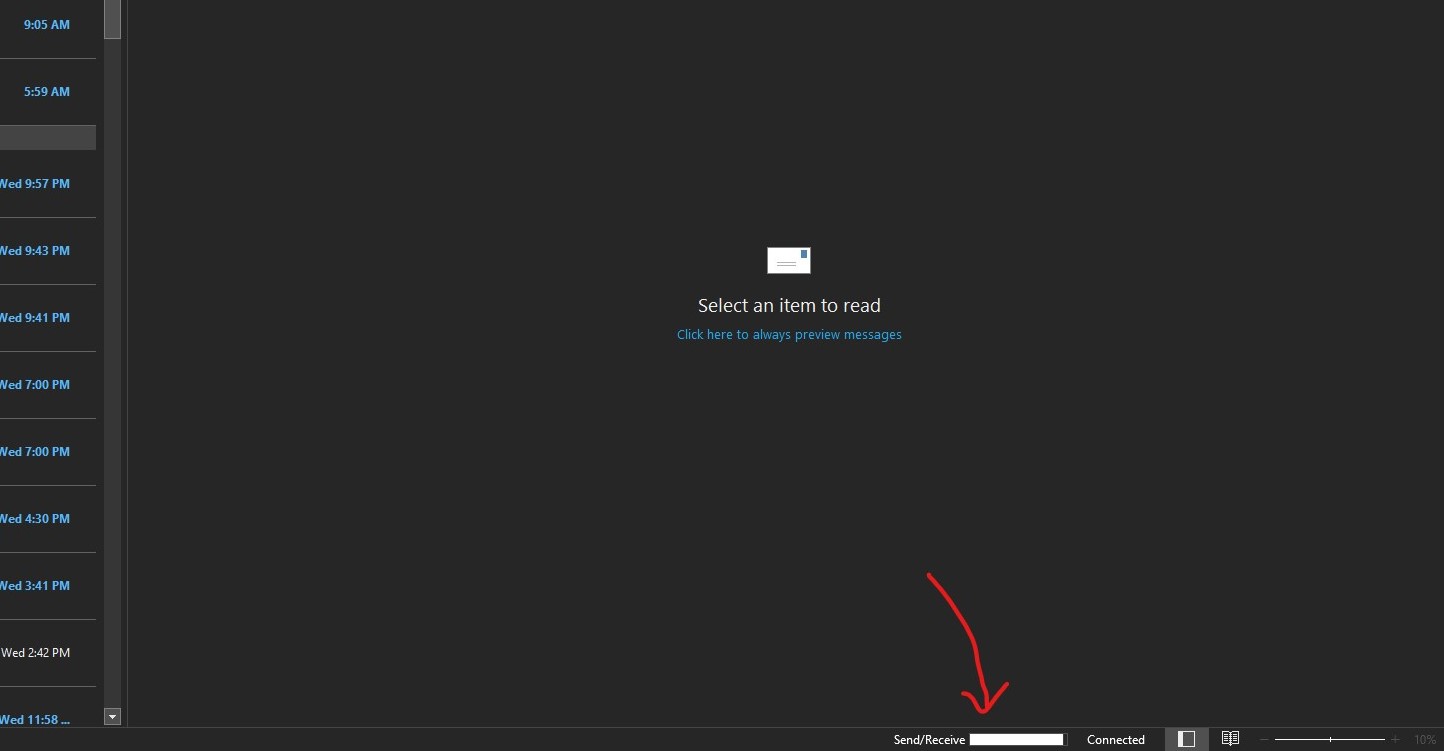 9:05 AM
5:59 AM
Wed 9:57 PM
Wed 9:43 PM
Wed 9:41 PM
Wed 7:00 PM
Wed 7:00 PM
Wed 4:30 PM
Wed 3:41 PM
Wed 2:42 PM
Wed 11:58 ...
Select an item to read
Click here to always preview messages
Send/Receive Connected 10%